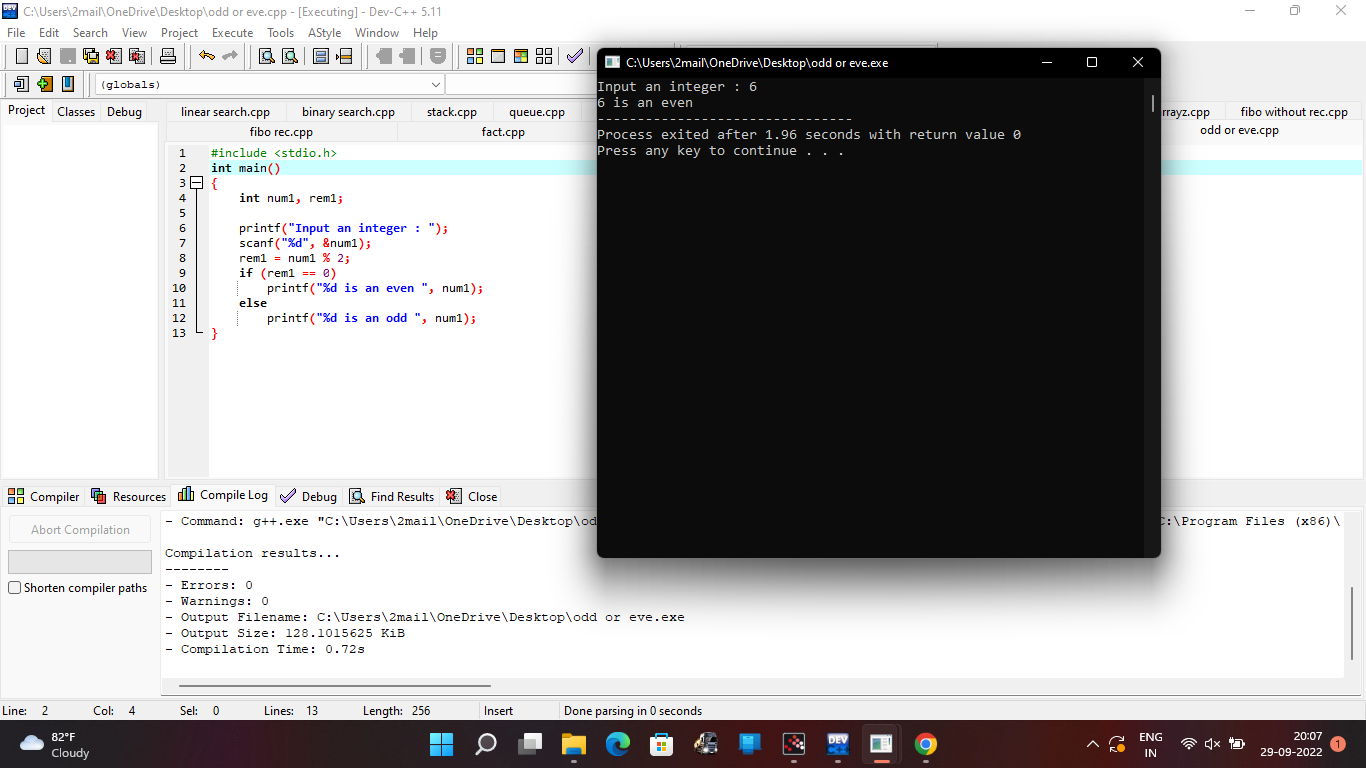 C:\Users\2mail\OneDrive\Desktop\odd or eve.cpp - [Executing] - Dev-C++ 5.11
File Edit Search View Project Execute Tools AStyle Window Help
(globals)
Project Classes Debug
linear search.cpp binary search.cpp stack.cpp queue.cpp rrayz.cpp fibo without rec.cpp
fibo rec.cpp fact.cpp odd or eve.cpp
1 #include <stdio.h>
2 int main()
3 {
4 int num1, rem1;
5
6 printf("Input an integer : ");
7 scanf("%d", &num1);
8 rem1 = num1 % 2;
9 if (rem1 == 0)
10 printf("%d is an even ", num1);
11 else
12 printf("%d is an odd ", num1);
13 }
C:\Users\2mail\OneDrive\Desktop\odd or eve.exe
Input an integer : 6
6 is an even
--------------------------------
Process exited after 1.96 seconds with return value 0
Press any key to continue . . .
Compiler Resources Compile Log Debug Find Results Close
Abort Compilation
Shorten compiler paths
- Command: g++.exe "C:\Users\2mail\OneDrive\Desktop\od C:\Program Files (x86)\
Compilation results...
--------
- Errors: 0
- Warnings: 0
- Output Filename: C:\Users\2mail\OneDrive\Desktop\odd or eve.exe
- Output Size: 128.1015625 KiB
- Compilation Time: 0.72s
Line: 2 Col: 4 Sel: 0 Lines: 13 Length: 256 Insert Done parsing in 0 seconds
82°F
Cloudy
DEV
ENG
IN
20:07
29-09-2022
1